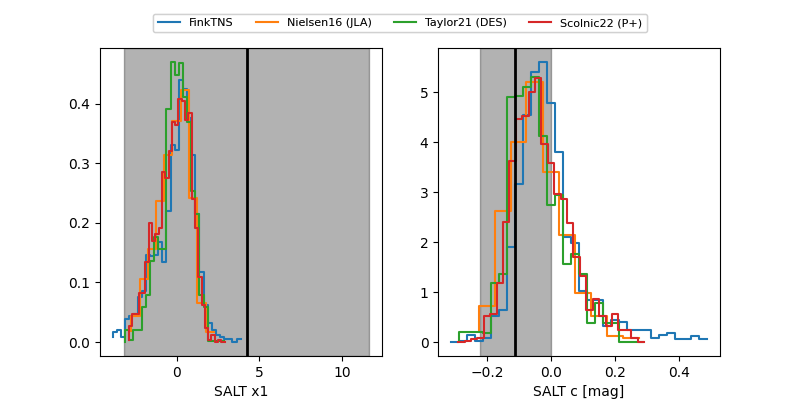 FinkTNS Nielsen16 (JLA) Taylor21 (DES) Scolnic22 (P+)
0.4
0.3
0.2
0.1
0.0
0 5 10
SALT x1
5
4
3
2
1
0
−0.2 0.0 0.2 0.4
SALT c [mag]